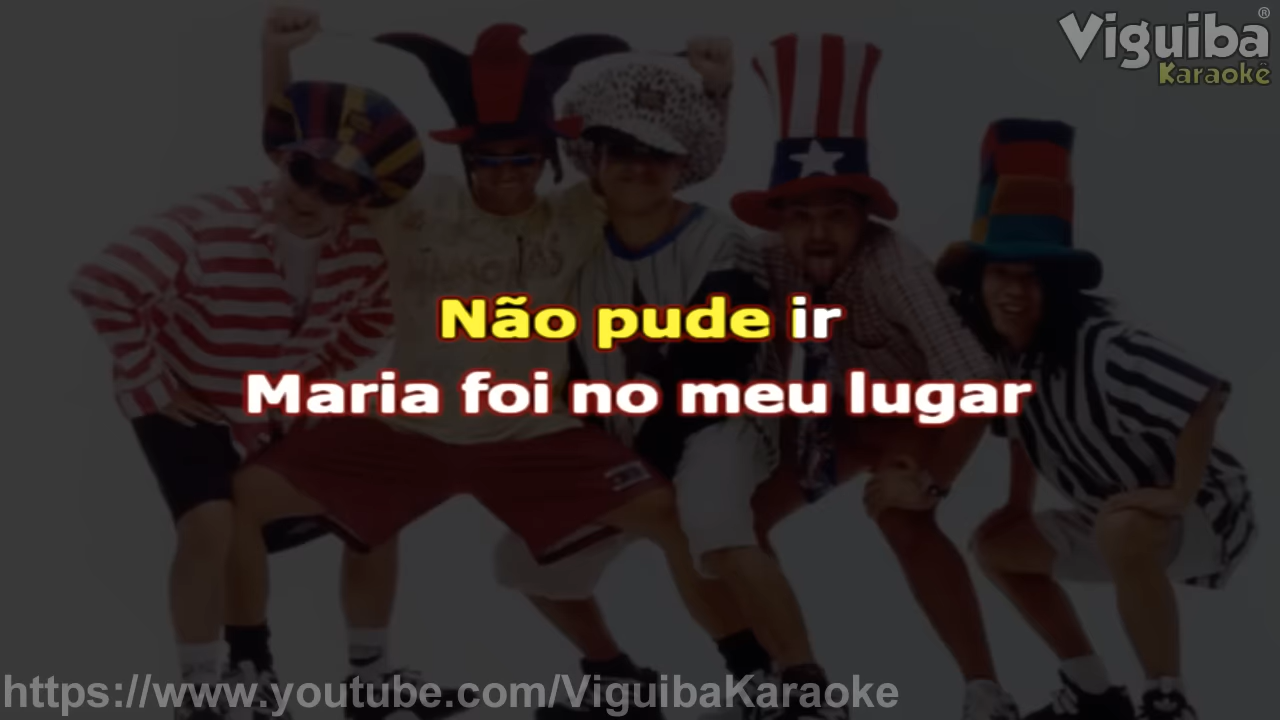 Viguiba®
Karaokê
Não pude ir
Maria foi no meu lugar
https://www.youtube.com/ViguibaKaraoke